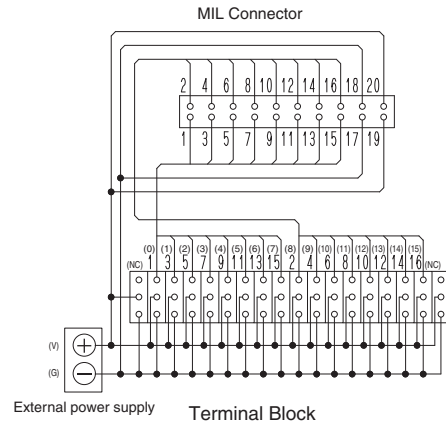 MIL Connector
2 4 6 8 10 12 14 16 18 20
1 3 5 7 9 11 13 15 17 19
(0) (1) (2) (3) (4) (5) (6) (7) (8) (9) (10) (11) (12) (13) (14) (15)
(NC) 1 3 5 7 9 11 13 15 2 4 6 8 10 12 14 16 (NC)
(V)
(G)
External power supply
Terminal Block